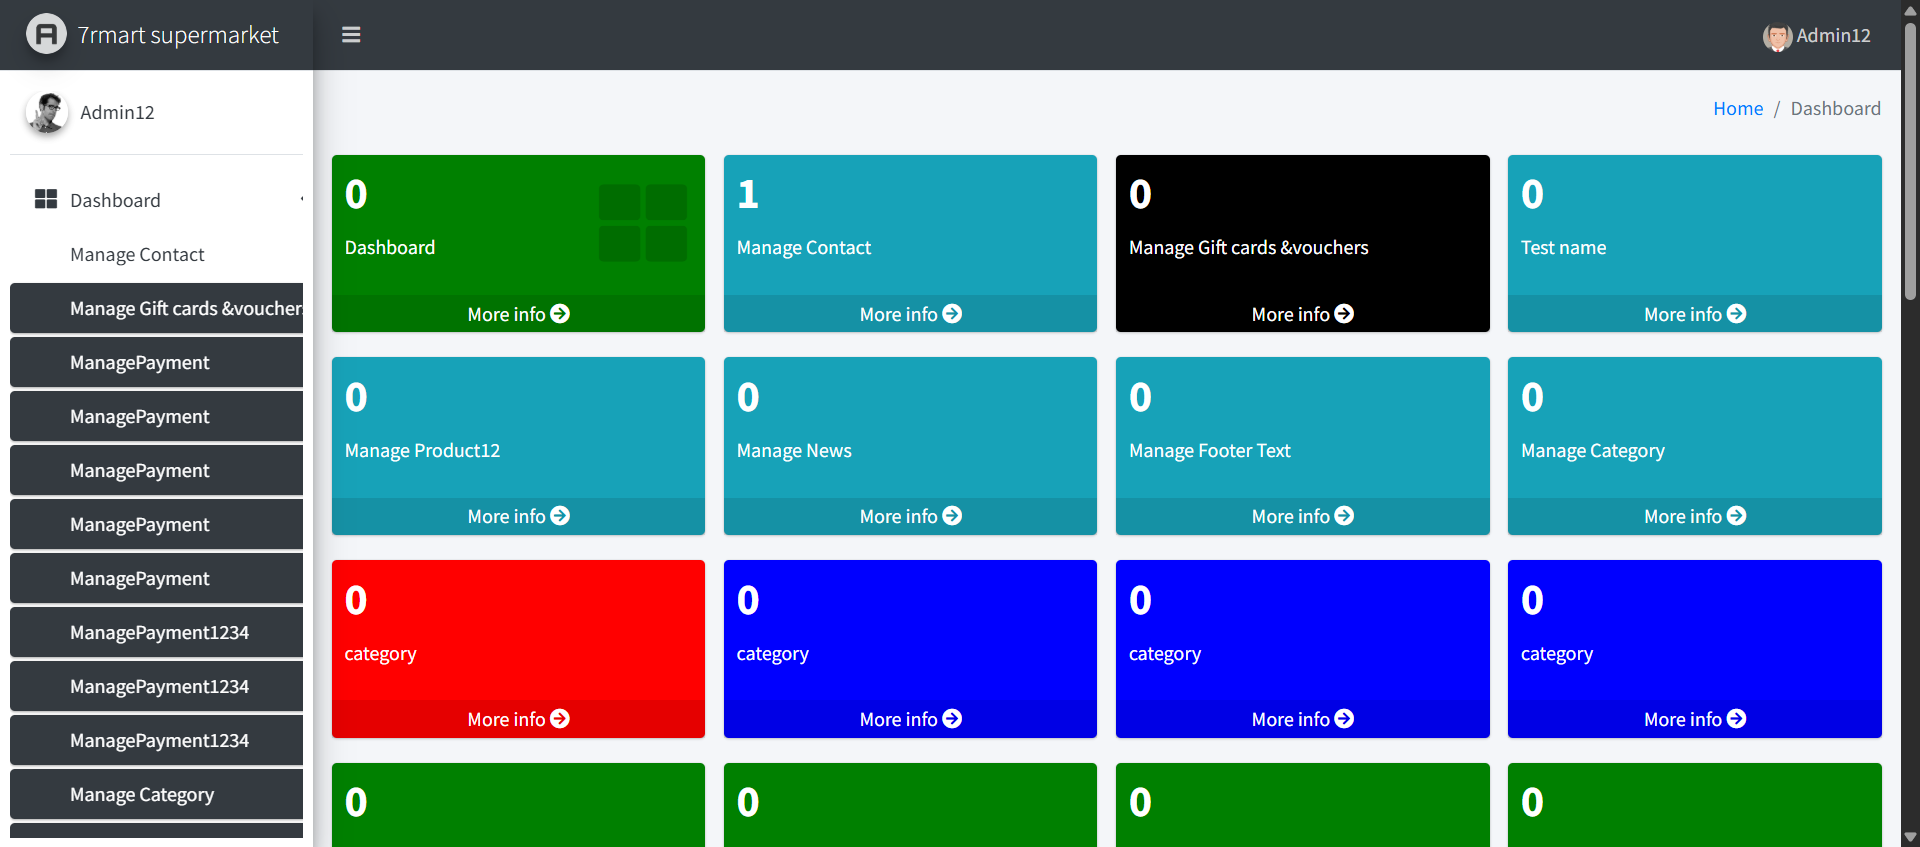 7rmart supermarket
Admin12
Admin12
Home / Dashboard
Dashboard
Manage Contact
Manage Gift cards &vouchers
ManagePayment
ManagePayment
ManagePayment
ManagePayment
ManagePayment
ManagePayment1234
ManagePayment1234
ManagePayment1234
Manage Category
0
Dashboard
More info
1
Manage Contact
More info
0
Manage Gift cards &vouchers
More info
0
Test name
More info
0
Manage Product12
More info
0
Manage News
More info
0
Manage Footer Text
More info
0
Manage Category
More info
0
category
More info
0
category
More info
0
category
More info
0
category
More info
0
0
0
0